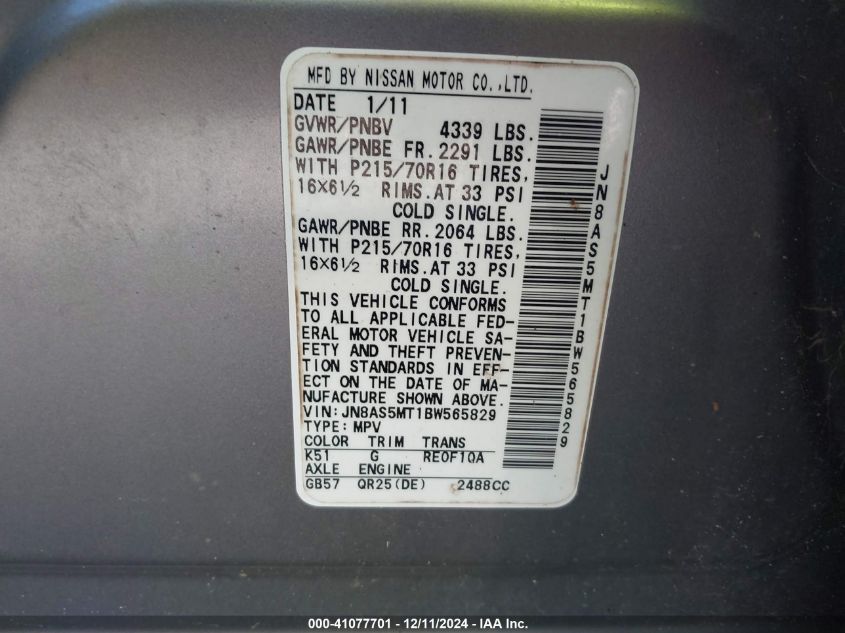 MFD BY NISSAN MOTOR CO.,LTD.
DATE 1/11
GVWR/PNBV 4339 LBS.
GAWR/PNBE FR. 2291 LBS.
WITH P215/70R16 TIRES,
16×6½ RIMS.AT 33 PSI
COLD SINGLE.
GAWR/PNBE RR. 2064 LBS.
WITH P215/70R16 TIRES,
16×6½ RIMS.AT 33 PSI
COLD SINGLE.
THIS VEHICLE CONFORMS
TO ALL APPLICABLE FED-
ERAL MOTOR VEHICLE SA-
FETY AND THEFT PREVEN-
TION STANDARDS IN EFF-
ECT ON THE DATE OF MA-
NUFACTURE SHOWN ABOVE.
VIN: JN8AS5MT1BW565829
TYPE: MPV
COLOR TRIM TRANS
K51 G RE0F10A
AXLE ENGINE
GB57 QR25(DE) 2488CC
JN8AS5MT1BW565829
000-41077701 - 12/11/2024 - IAA Inc.